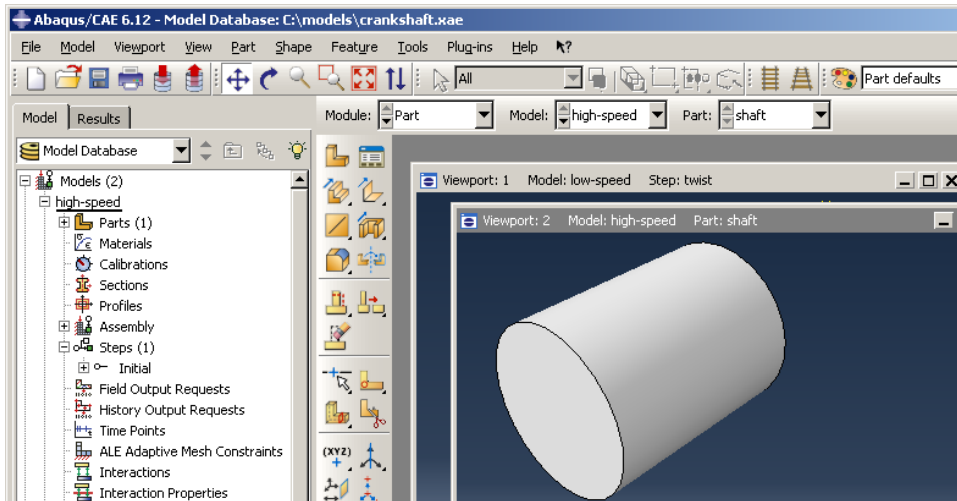 Abaqus/CAE 6.12 - Model Database: C:\models\crankshaft.xae
File Model Viewport View Part Shape Feature Tools Plug-ins Help ?
All Part defaults
Model Results Module: Part Model: high-speed Part: shaft
Model Database
Viewport: 1 Model: low-speed Step: twist
Models (2)
high-speed
Viewport: 2 Model: high-speed Part: shaft
Parts (1)
Materials
Calibrations
Sections
Profiles
Assembly
Steps (1)
Initial
Field Output Requests
History Output Requests
Time Points
ALE Adaptive Mesh Constraints
(XYZ)
Interactions
Interaction Properties